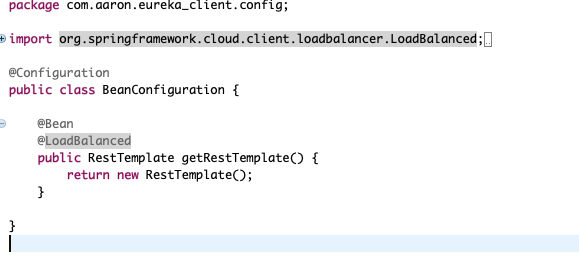 package com.aaron.eureka_client.config;
import org.springframework.cloud.client.loadbalancer.LoadBalanced;
@Configuration
public class BeanConfiguration {
@Bean
@LoadBalanced
public RestTemplate getRestTemplate() {
return new RestTemplate();
}
}